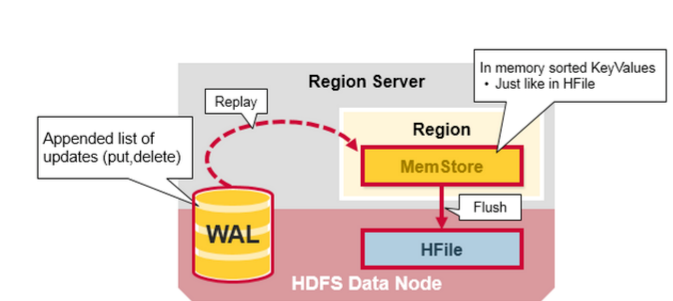 In memory sorted KeyValues
• Just like in HFile
Region Server
Replay
Appended list of
updates (put,delete)
Region
MemStore
Flush
WAL
HFile
HDFS Data Node